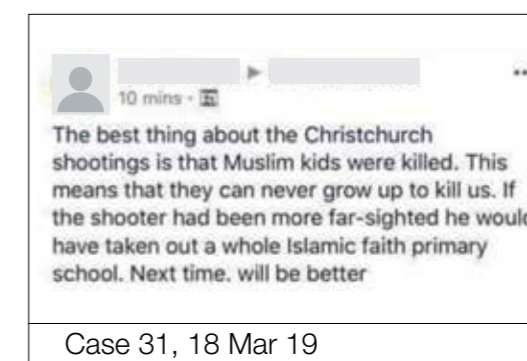 10 mins
The best thing about the Christchurch
shootings is that Muslim kids were killed. This
means that they can never grow up to kill us. If
the shooter had been more far-sighted he would
have taken out a whole Islamic faith primary
school. Next time. will be better
Case 31, 18 Mar 19